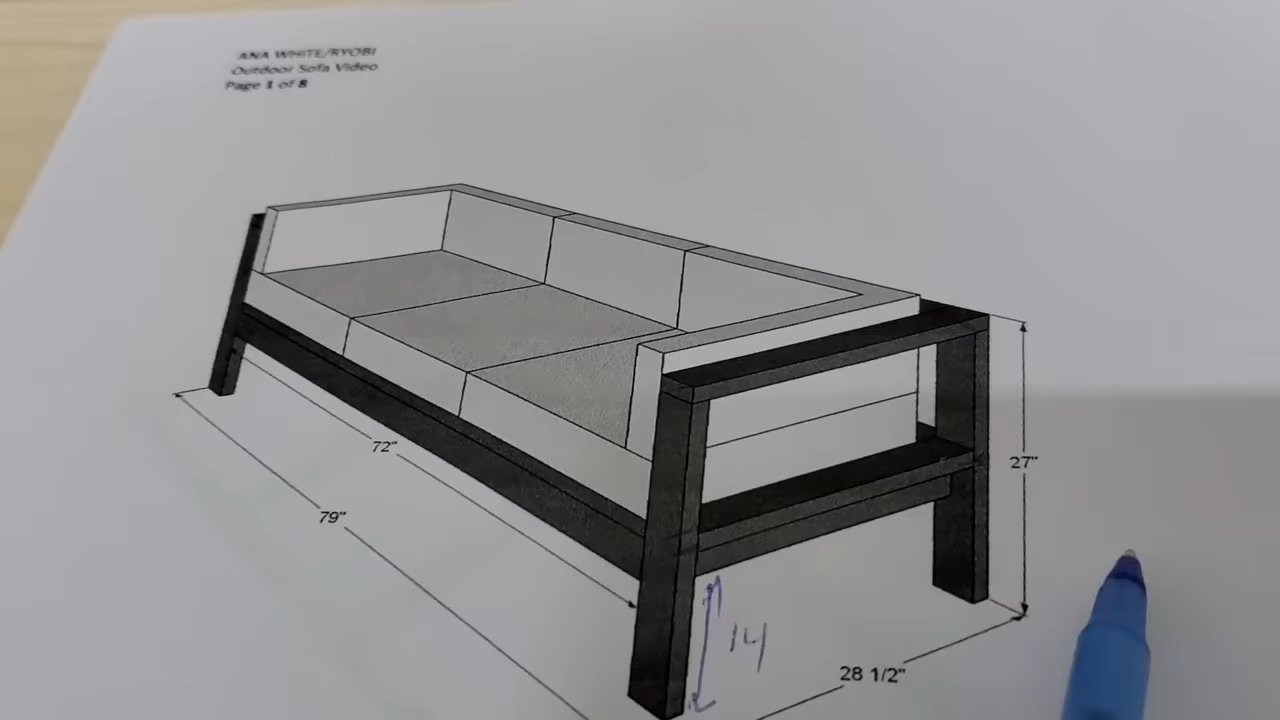 ANA WHITE/RYOBI
Outdoor Sofa Video
Page 1 of 8
72"
27"
79"
14
28 1/2"